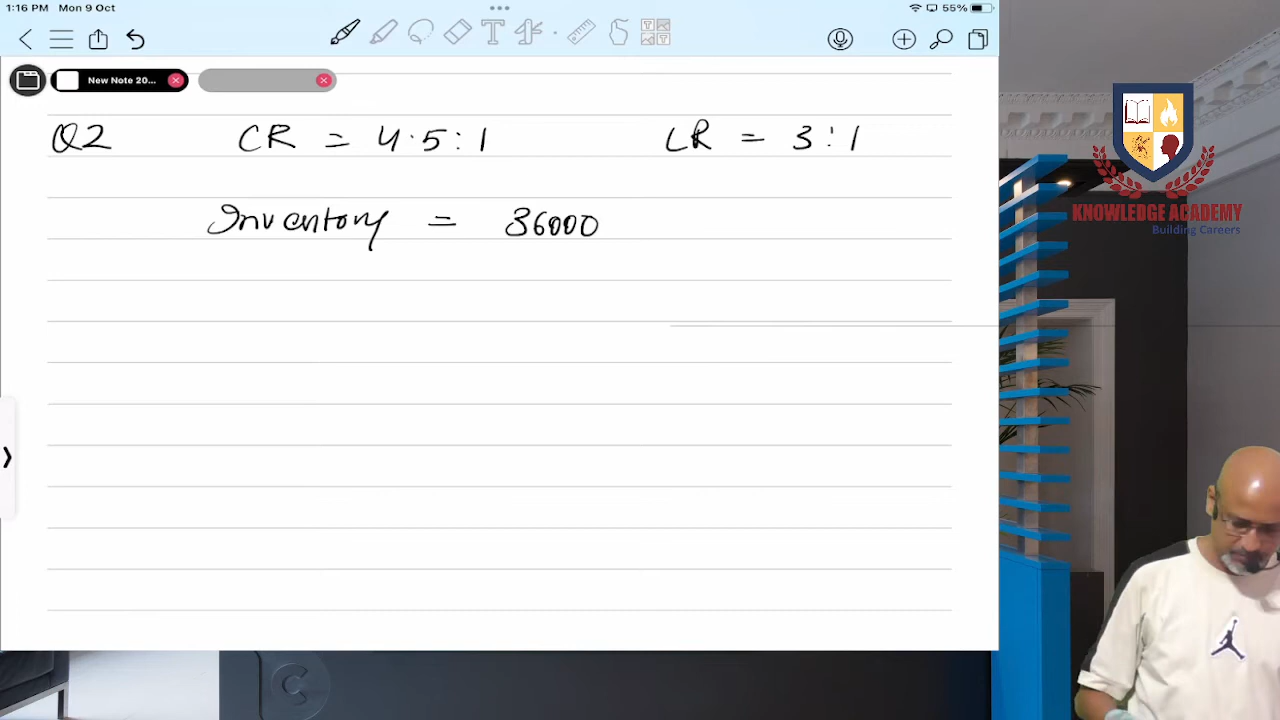 1:16 PM Mon 9 Oct
55%
New Note 20...
Q2 CR = 4.5:1 LR = 3:1
Inventory = 36000
KNOWLEDGE ACADEMY
Building Careers